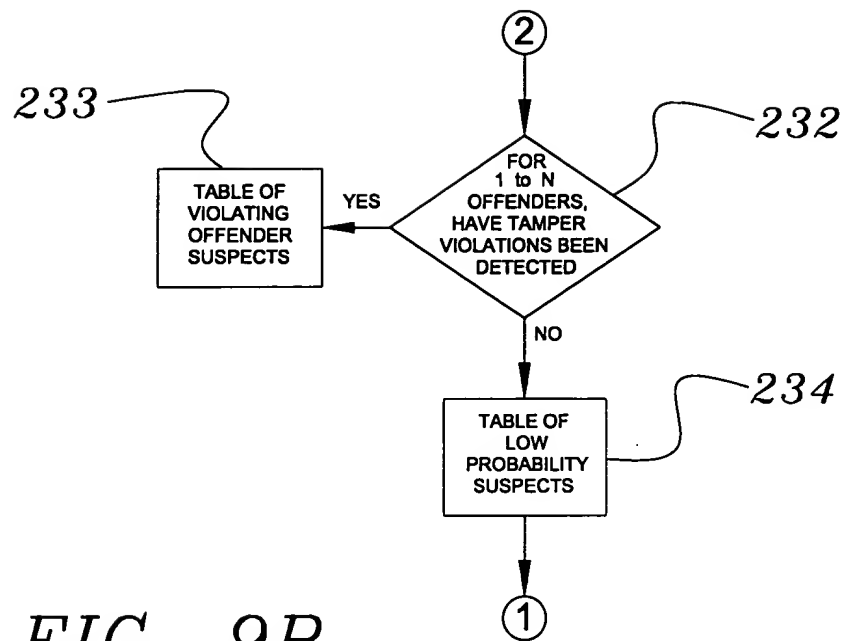 2
233
232
FOR
1 to N
OFFENDERS,
HAVE TAMPER
VIOLATIONS BEEN
DETECTED
YES
TABLE OF
VIOLATING
OFFENDER
SUSPECTS
NO
234
TABLE OF
LOW
PROBABILITY
SUSPECTS
1
FIG. 9B